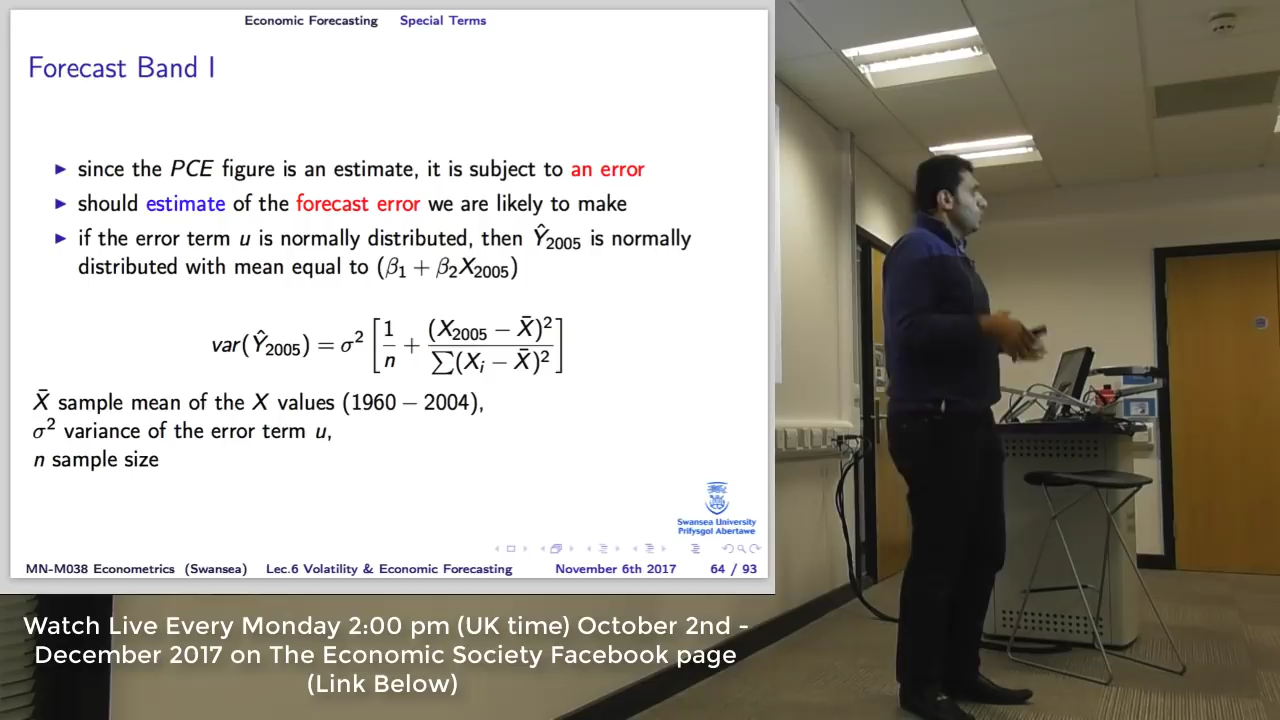 Economic Forecasting Special Terms
Forecast Band I
▶ since the PCE figure is an estimate, it is subject to an error
▶ should estimate of the forecast error we are likely to make
▶ if the error term u is normally distributed, then Ŷ₂₀₀₅ is normally
distributed with mean equal to (β₁ + β₂X₂₀₀₅)
var(Ŷ₂₀₀₅) = σ² [1/n + (X₂₀₀₅ − X̄)² / ∑(Xᵢ − X̄)²]
X̄ sample mean of the X values (1960 − 2004),
σ² variance of the error term u,
n sample size
Swansea University
Prifysgol Abertawe
MN-M038 Econometrics (Swansea) Lec.6 Volatility & Economic Forecasting November 6th 2017 64 / 93
Watch Live Every Monday 2:00 pm (UK time) October 2nd -
December 2017 on The Economic Society Facebook page
(Link Below)